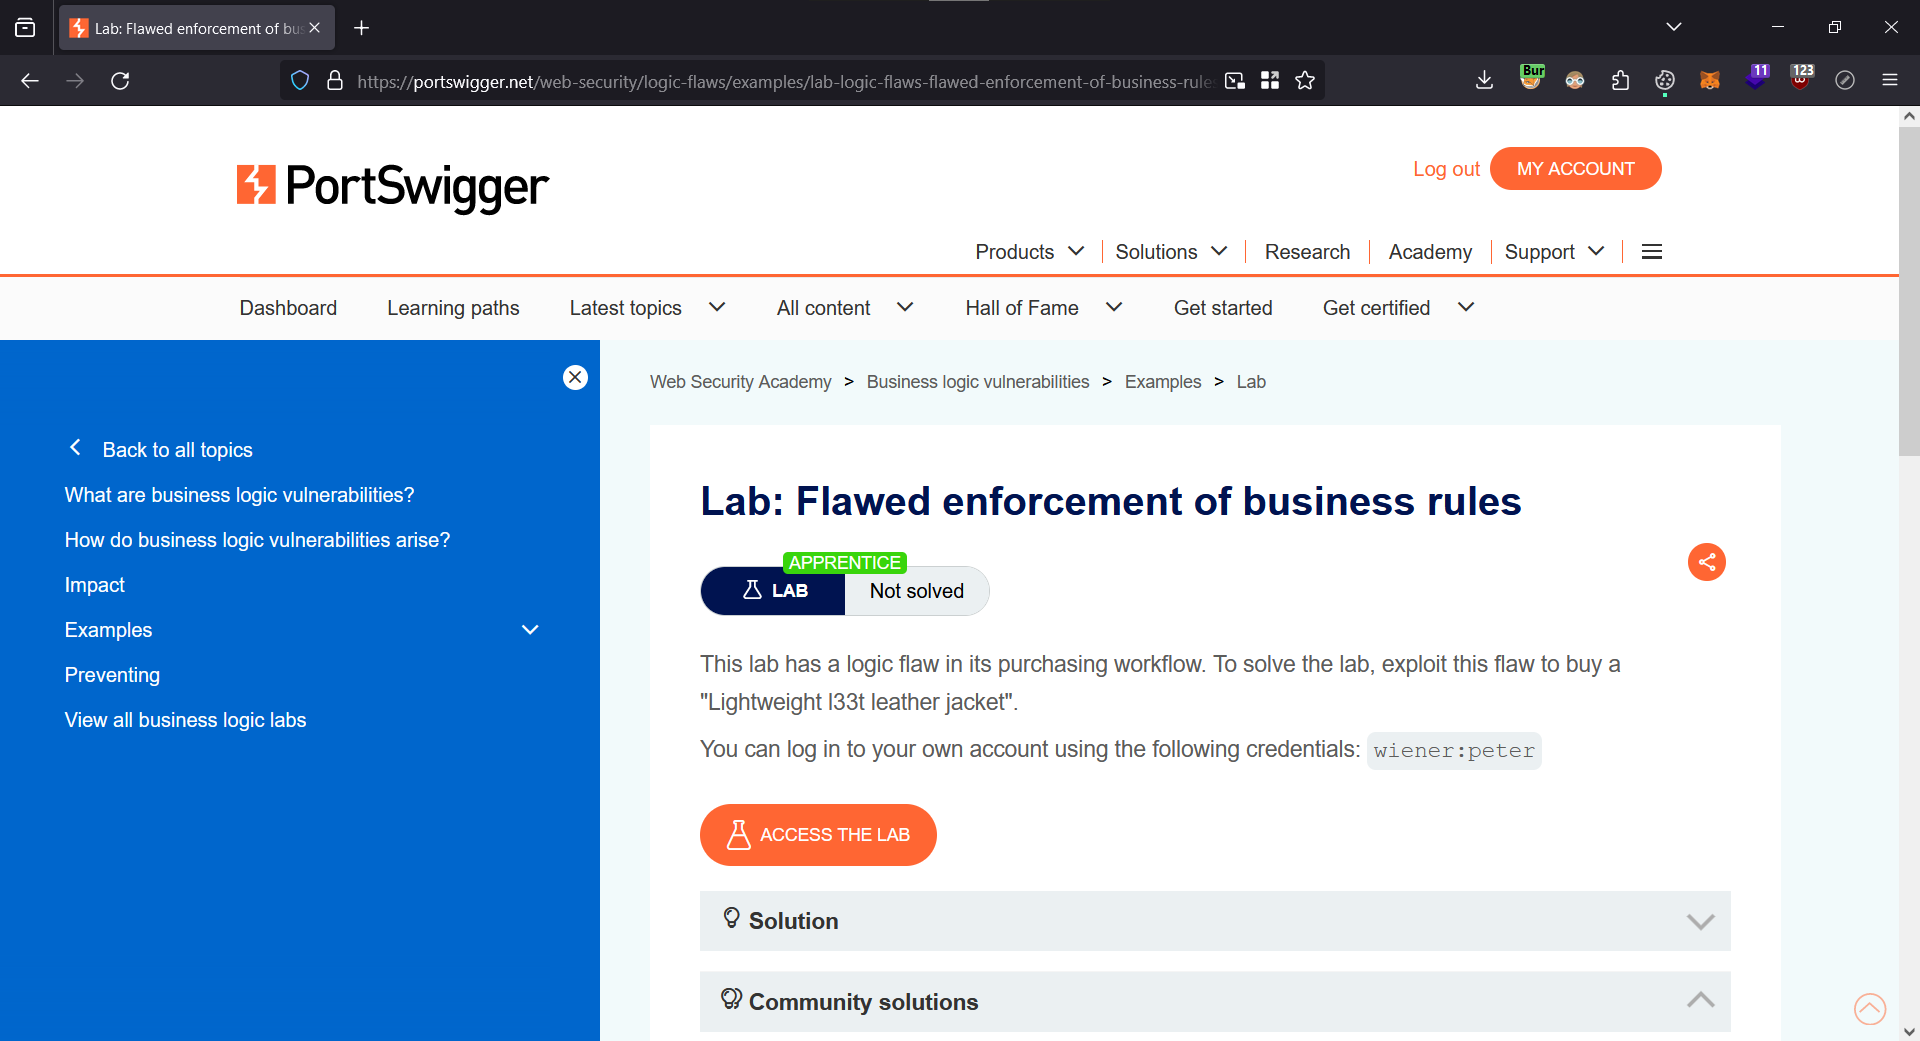 Lab: Flawed enforcement of bus
https://portswigger.net/web-security/logic-flaws/examples/lab-logic-flaws-flawed-enforcement-of-business-rules
Bur
11
123
PortSwigger
Log out
MY ACCOUNT
Products
Solutions
Research
Academy
Support
Dashboard
Learning paths
Latest topics
All content
Hall of Fame
Get started
Get certified
Back to all topics
What are business logic vulnerabilities?
How do business logic vulnerabilities arise?
Impact
Examples
Preventing
View all business logic labs
Web Security Academy > Business logic vulnerabilities > Examples > Lab
Lab: Flawed enforcement of business rules
APPRENTICE
LAB
Not solved
This lab has a logic flaw in its purchasing workflow. To solve the lab, exploit this flaw to buy a
"Lightweight l33t leather jacket".
You can log in to your own account using the following credentials: wiener:peter
ACCESS THE LAB
Solution
Community solutions